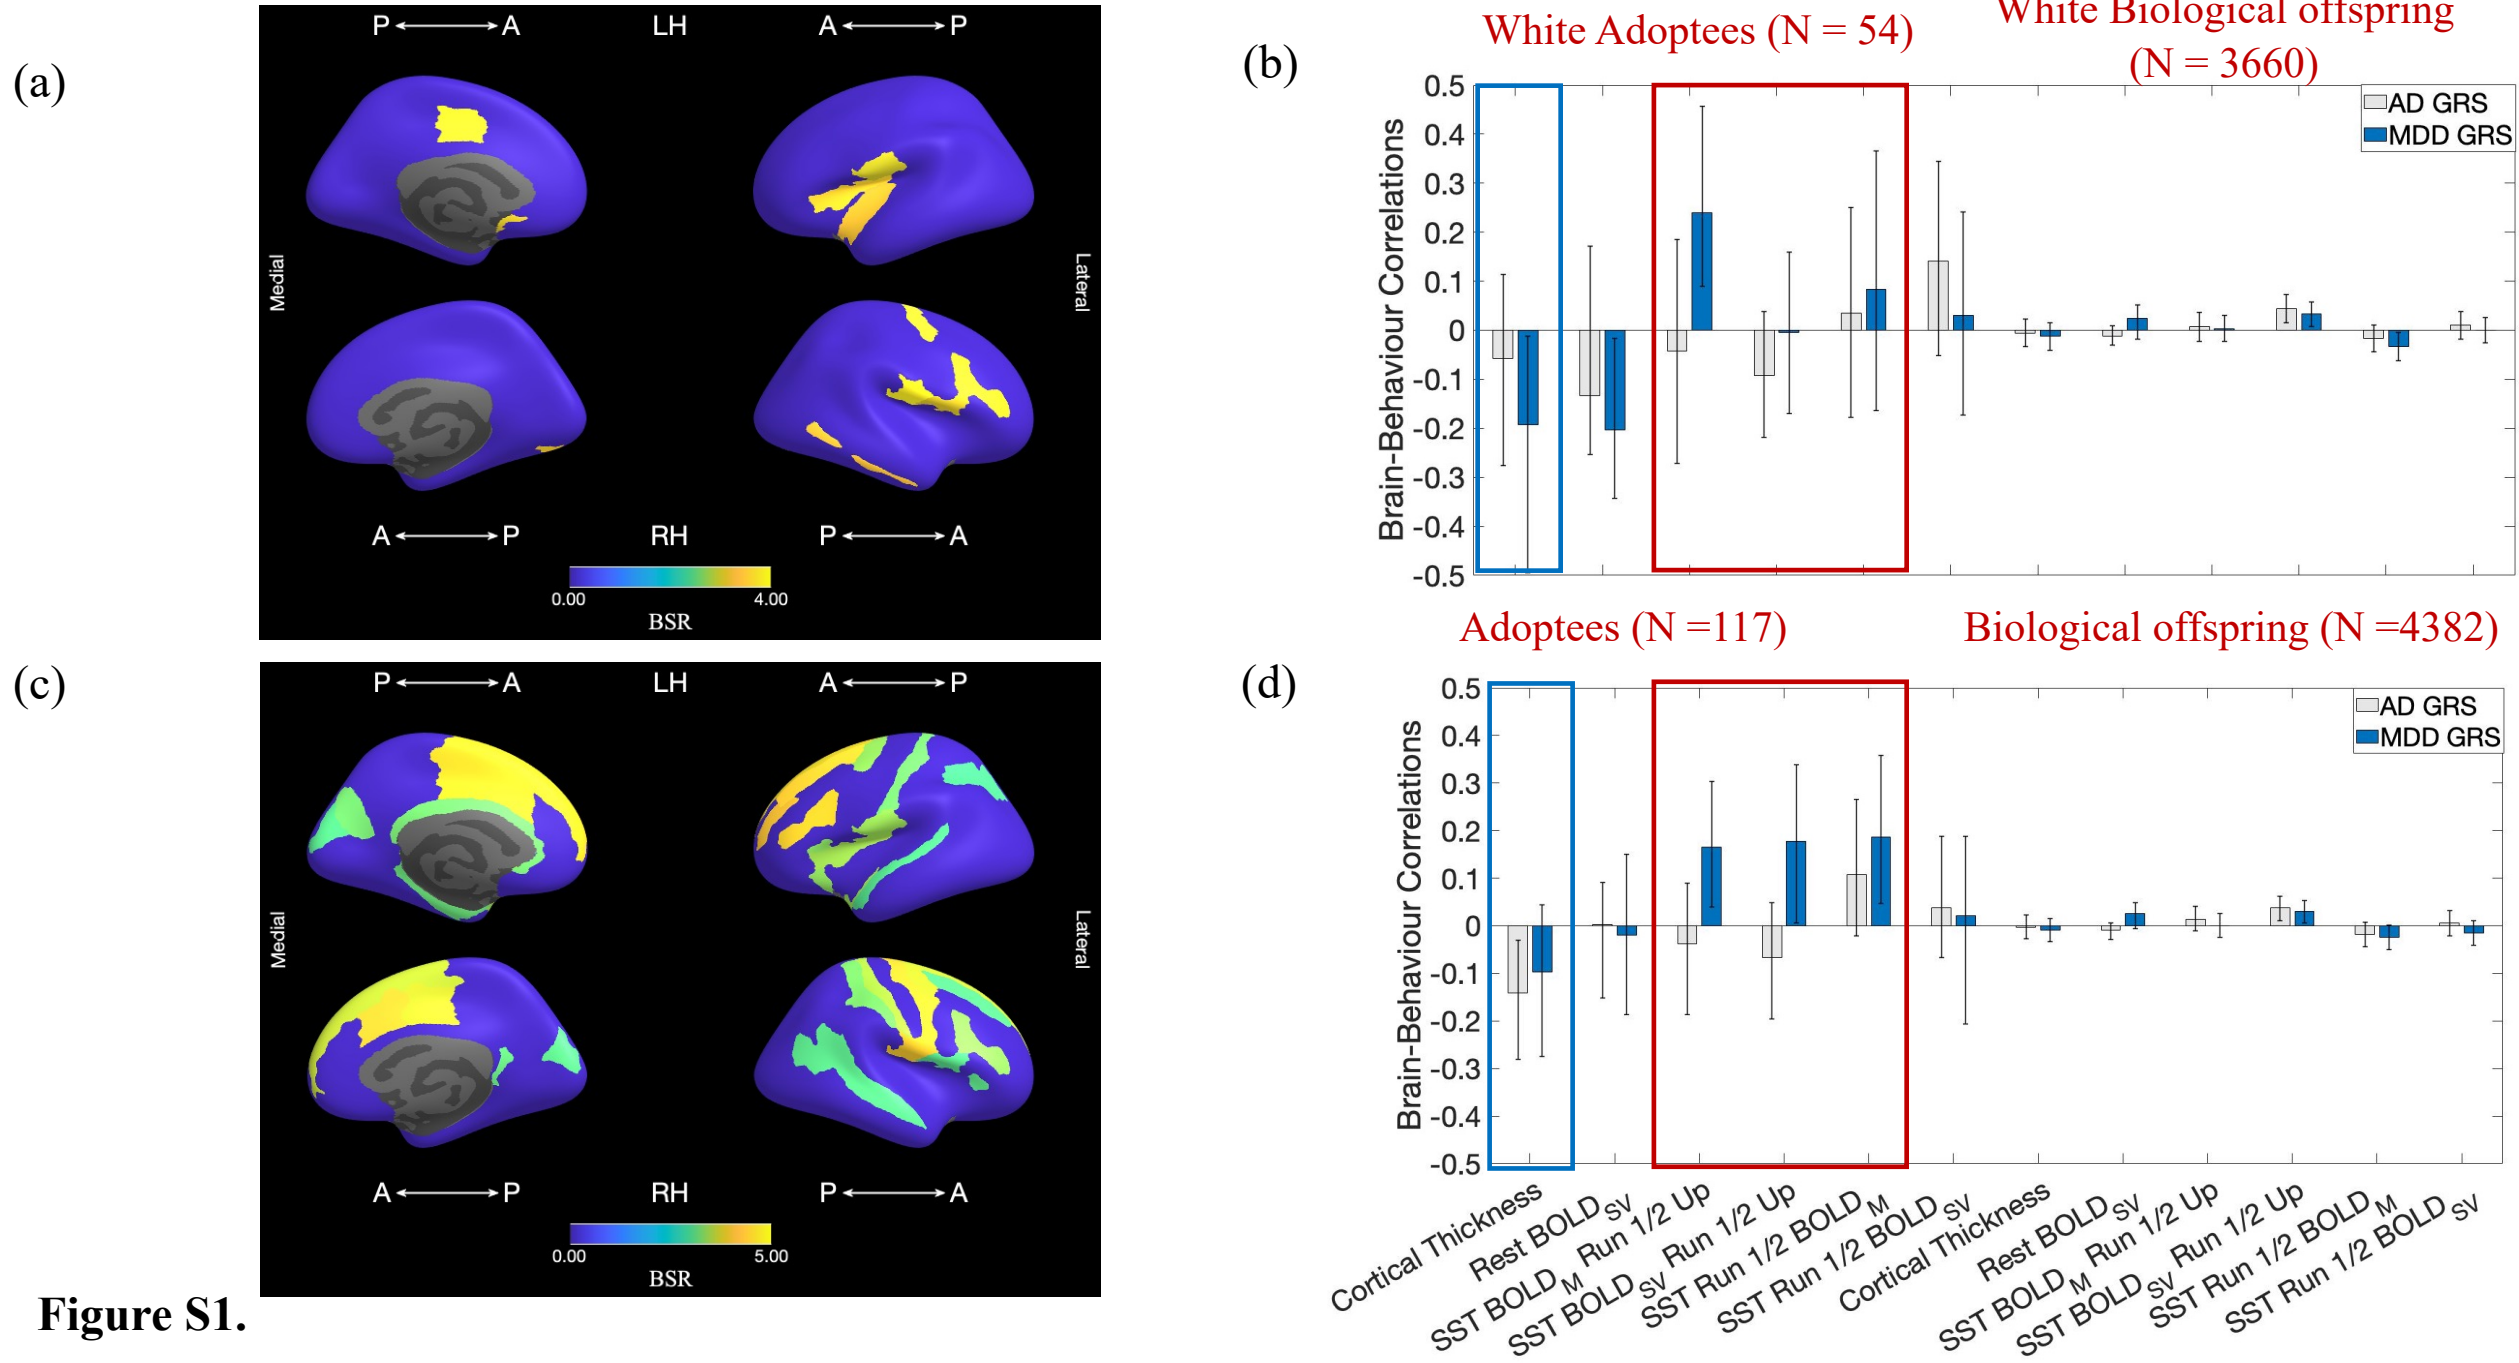 (a)
P A LH A P
Medial
Lateral
A P RH P A
0.00 4.00
BSR
(b)
White Adoptees (N = 54)
White Biological offspring
(N = 3660)
AD GRS
MDD GRS
Brain-Behaviour Correlations
0.5
0.4
0.3
0.2
0.1
0
-0.1
-0.2
-0.3
-0.4
-0.5
(c)
P A LH A P
Medial
Lateral
A P RH P A
0.00 5.00
BSR
(d)
Adoptees (N =117)
Biological offspring (N =4382)
AD GRS
MDD GRS
Brain-Behaviour Correlations
0.5
0.4
0.3
0.2
0.1
0
-0.1
-0.2
-0.3
-0.4
-0.5
Cortical Thickness
Rest BOLD SV
SST BOLD M Run 1/2 Up
SST BOLD SV Run 1/2 Up
SST Run 1/2 BOLD M
SST Run 1/2 BOLD SV
Cortical Thickness
Rest BOLD SV
SST BOLD M Run 1/2 Up
SST BOLD SV Run 1/2 Up
SST Run 1/2 BOLD M
SST Run 1/2 BOLD SV
Figure S1.